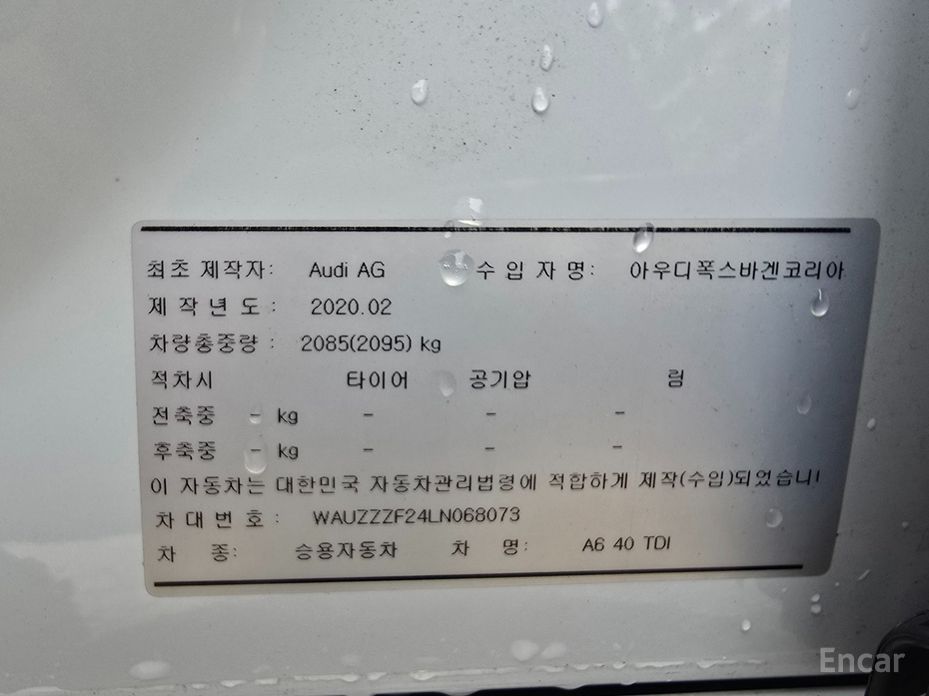 최초 제작자: Audi AG 수 입 자 명: 아우디폭스바겐코리아
제 작 년 도 : 2020.02
차량총중량 : 2085(2095) kg
적차시 타이어 공기압 림
전축중 - kg - - -
후축중 - kg - - -
이 자동차는 대한민국 자동차관리법령에 적합하게 제작(수입)되었습니
차 대 번 호 : WAUZZZF24LN068073
차 종: 승용자동차 차 명: A6 40 TDI
Encar